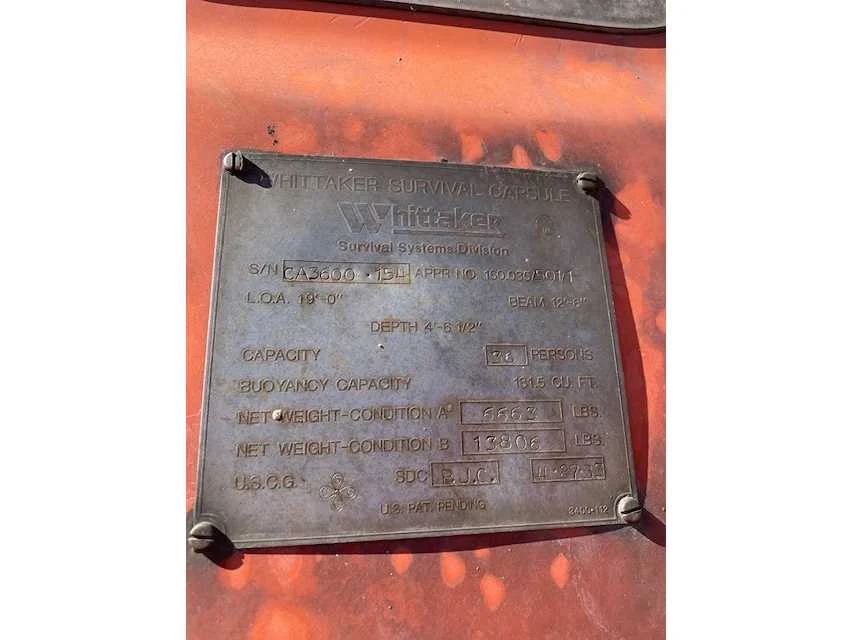 WHITTAKER SURVIVAL CAPSULE
Whittaker
Survival Systems Division
S/N CA3600 • 154 APPR NO. 160.035/501/1
L.O.A. 19'-0" BEAM 12'-6"
DEPTH 4'-6 1/2"
CAPACITY 36 PERSONS
BUOYANCY CAPACITY 161.5 CU. FT.
NET WEIGHT-CONDITION A 6663 LBS.
NET WEIGHT-CONDITION B 13806 LBS.
U.S.C.G. SDC B.J.C.
U.S. PAT. PENDING 3400-112